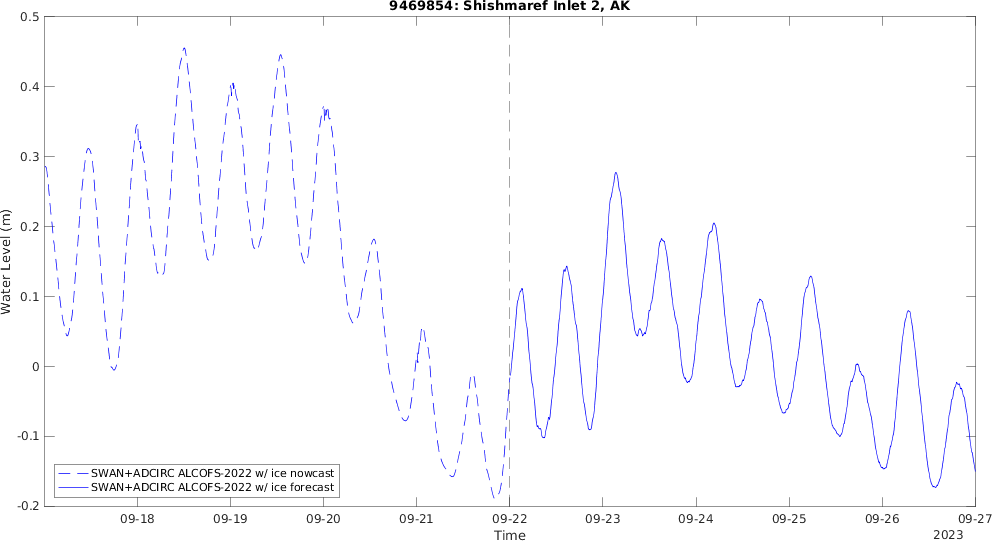 9469854: Shishmaref Inlet 2, AK
0.5
0.4
0.3
0.2
0.1
0
-0.1
-0.2
Water Level (m)
SWAN+ADCIRC ALCOFS-2022 w/ ice nowcast
SWAN+ADCIRC ALCOFS-2022 w/ ice forecast
09-18 09-19 09-20 09-21 09-22 09-23 09-24 09-25 09-26 09-27
Time
2023